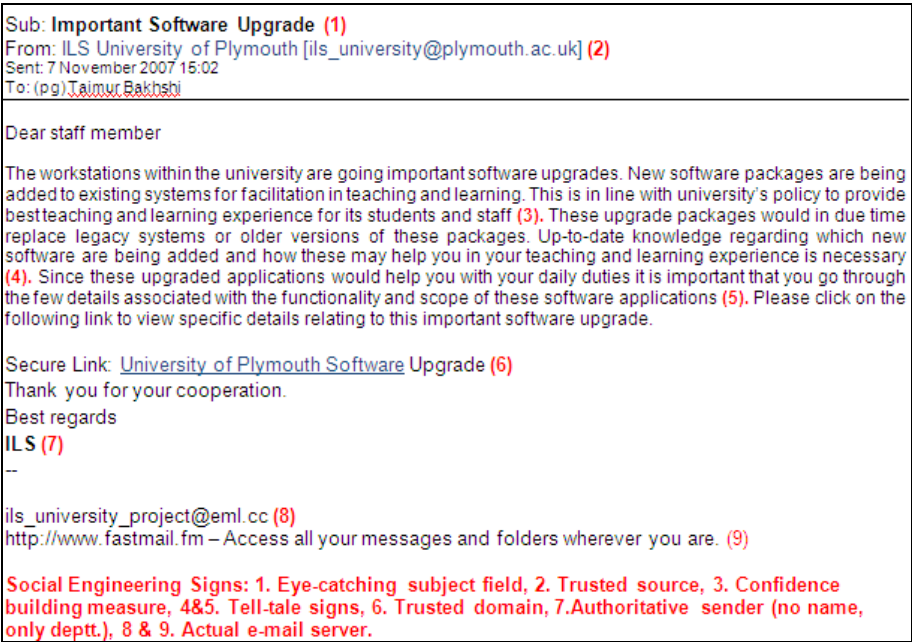 Sub: Important Software Upgrade (1)
From: ILS University of Plymouth [ils_university@plymouth.ac.uk] (2)
Sent: 7 November 2007 15:02
To: (pg) Taimur Bakhshi
Dear staff member
The workstations within the university are going important software upgrades. New software packages are being
added to existing systems for facilitation in teaching and learning. This is in line with university's policy to provide
best teaching and learning experience for its students and staff (3). These upgrade packages would in due time
replace legacy systems or older versions of these packages. Up-to-date knowledge regarding which new
software are being added and how these may help you in your teaching and learning experience is necessary
(4). Since these upgraded applications would help you with your daily duties it is important that you go through
the few details associated with the functionality and scope of these software applications (5). Please click on the
following link to view specific details relating to this important software upgrade.
Secure Link: University of Plymouth Software Upgrade (6)
Thank you for your cooperation.
Best regards
ILS (7)
--
ils_university_project@eml.cc (8)
http://www.fastmail.fm – Access all your messages and folders wherever you are. (9)
Social Engineering Signs: 1. Eye-catching subject field, 2. Trusted source, 3. Confidence
building measure, 4&5. Tell-tale signs, 6. Trusted domain, 7.Authoritative sender (no name,
only deptt.), 8 & 9. Actual e-mail server.